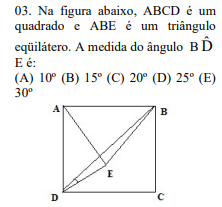 03. Na figura abaixo, ABCD é um
quadrado e ABE é um triângulo
eqüilátero. A medida do ângulo B D̂
E é:
(A) 10º (B) 15º (C) 20º (D) 25º (E)
30º
A
B
E
D
C